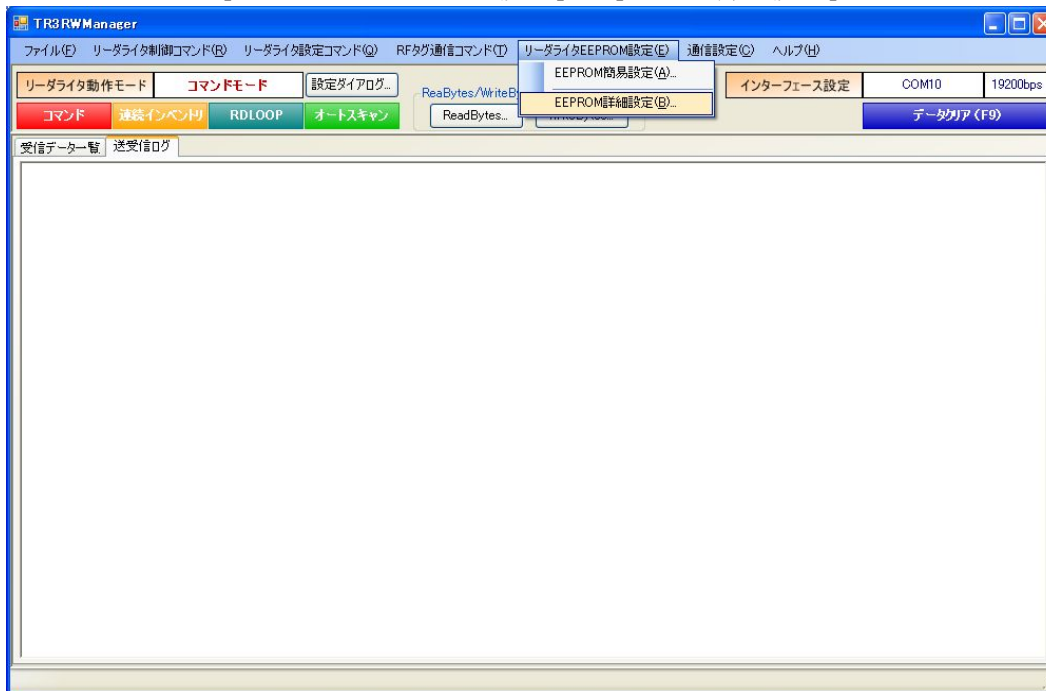 TR3RWManager
ファイル(F) リーダライタ制御コマンド(R) リーダライタ設定コマンド(Q) RFタグ通信コマンド(T) リーダライタEEPROM設定(E) 通信設定(C) ヘルプ(H)
EEPROM簡易設定(A)...
EEPROM詳細設定(B)...
リーダライタ動作モード コマンドモード 設定ダイアログ... ReaBytes/WriteB インターフェース設定 COM10 19200bps
コマンド 連続インベントリ RDLOOP オートスキャン ReadBytes... データクリア (F9)
受信データ一覧 送受信ログ